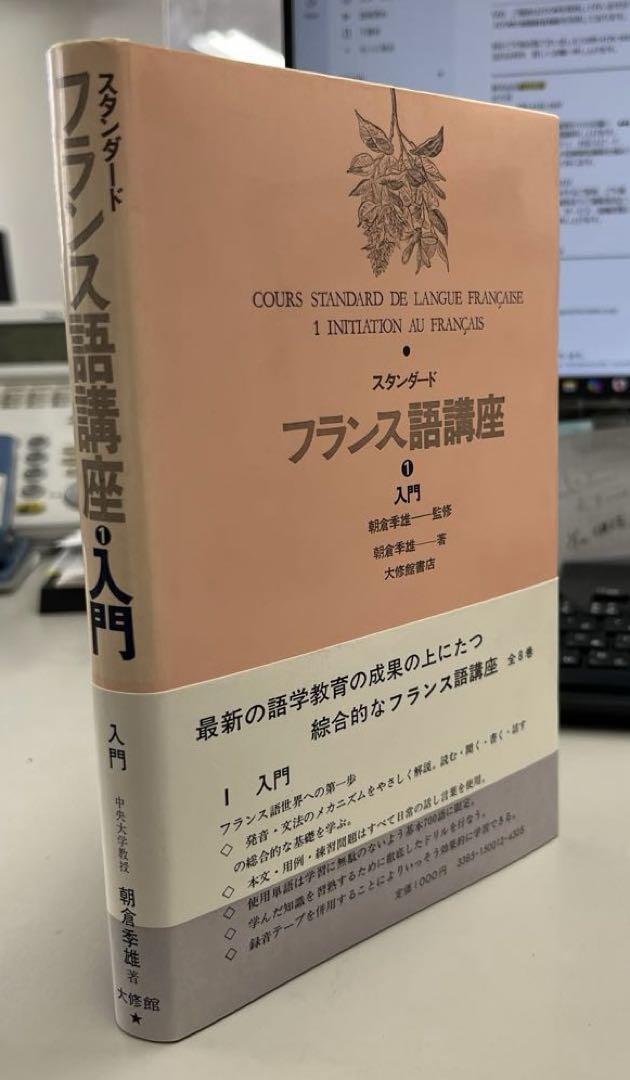 スタンダード
フランス語講座
❶
入門
入門
中央大学教授
朝倉季雄 著
大修館
★
COURS STANDARD DE LANGUE FRANÇAISE
1 INITIATION AU FRANÇAIS
●
スタンダード
フランス語講座
❶
入門
朝倉季雄——監修
朝倉季雄——著
大修館書店
最新の語学教育の成果の上にたつ
綜合的なフランス語講座 全8巻
1 入門
フランス語世界への第一歩
◇ 発音・文法のメカニズムをやさしく解説。読む・聞く・書く・話す
の総合的な基礎を学ぶ。
◇ 本文・用例・練習問題はすべて日常の話し言葉を使用。
◇ 使用単語は学習に無駄のないよう基本700語に限定。
◇ 学んだ知識を習熟するために徹底したドリルを行なう。
◇ 録音テープを併用することによりいっそう効果的に学習できる。
定価1000円 3385-150012-4305